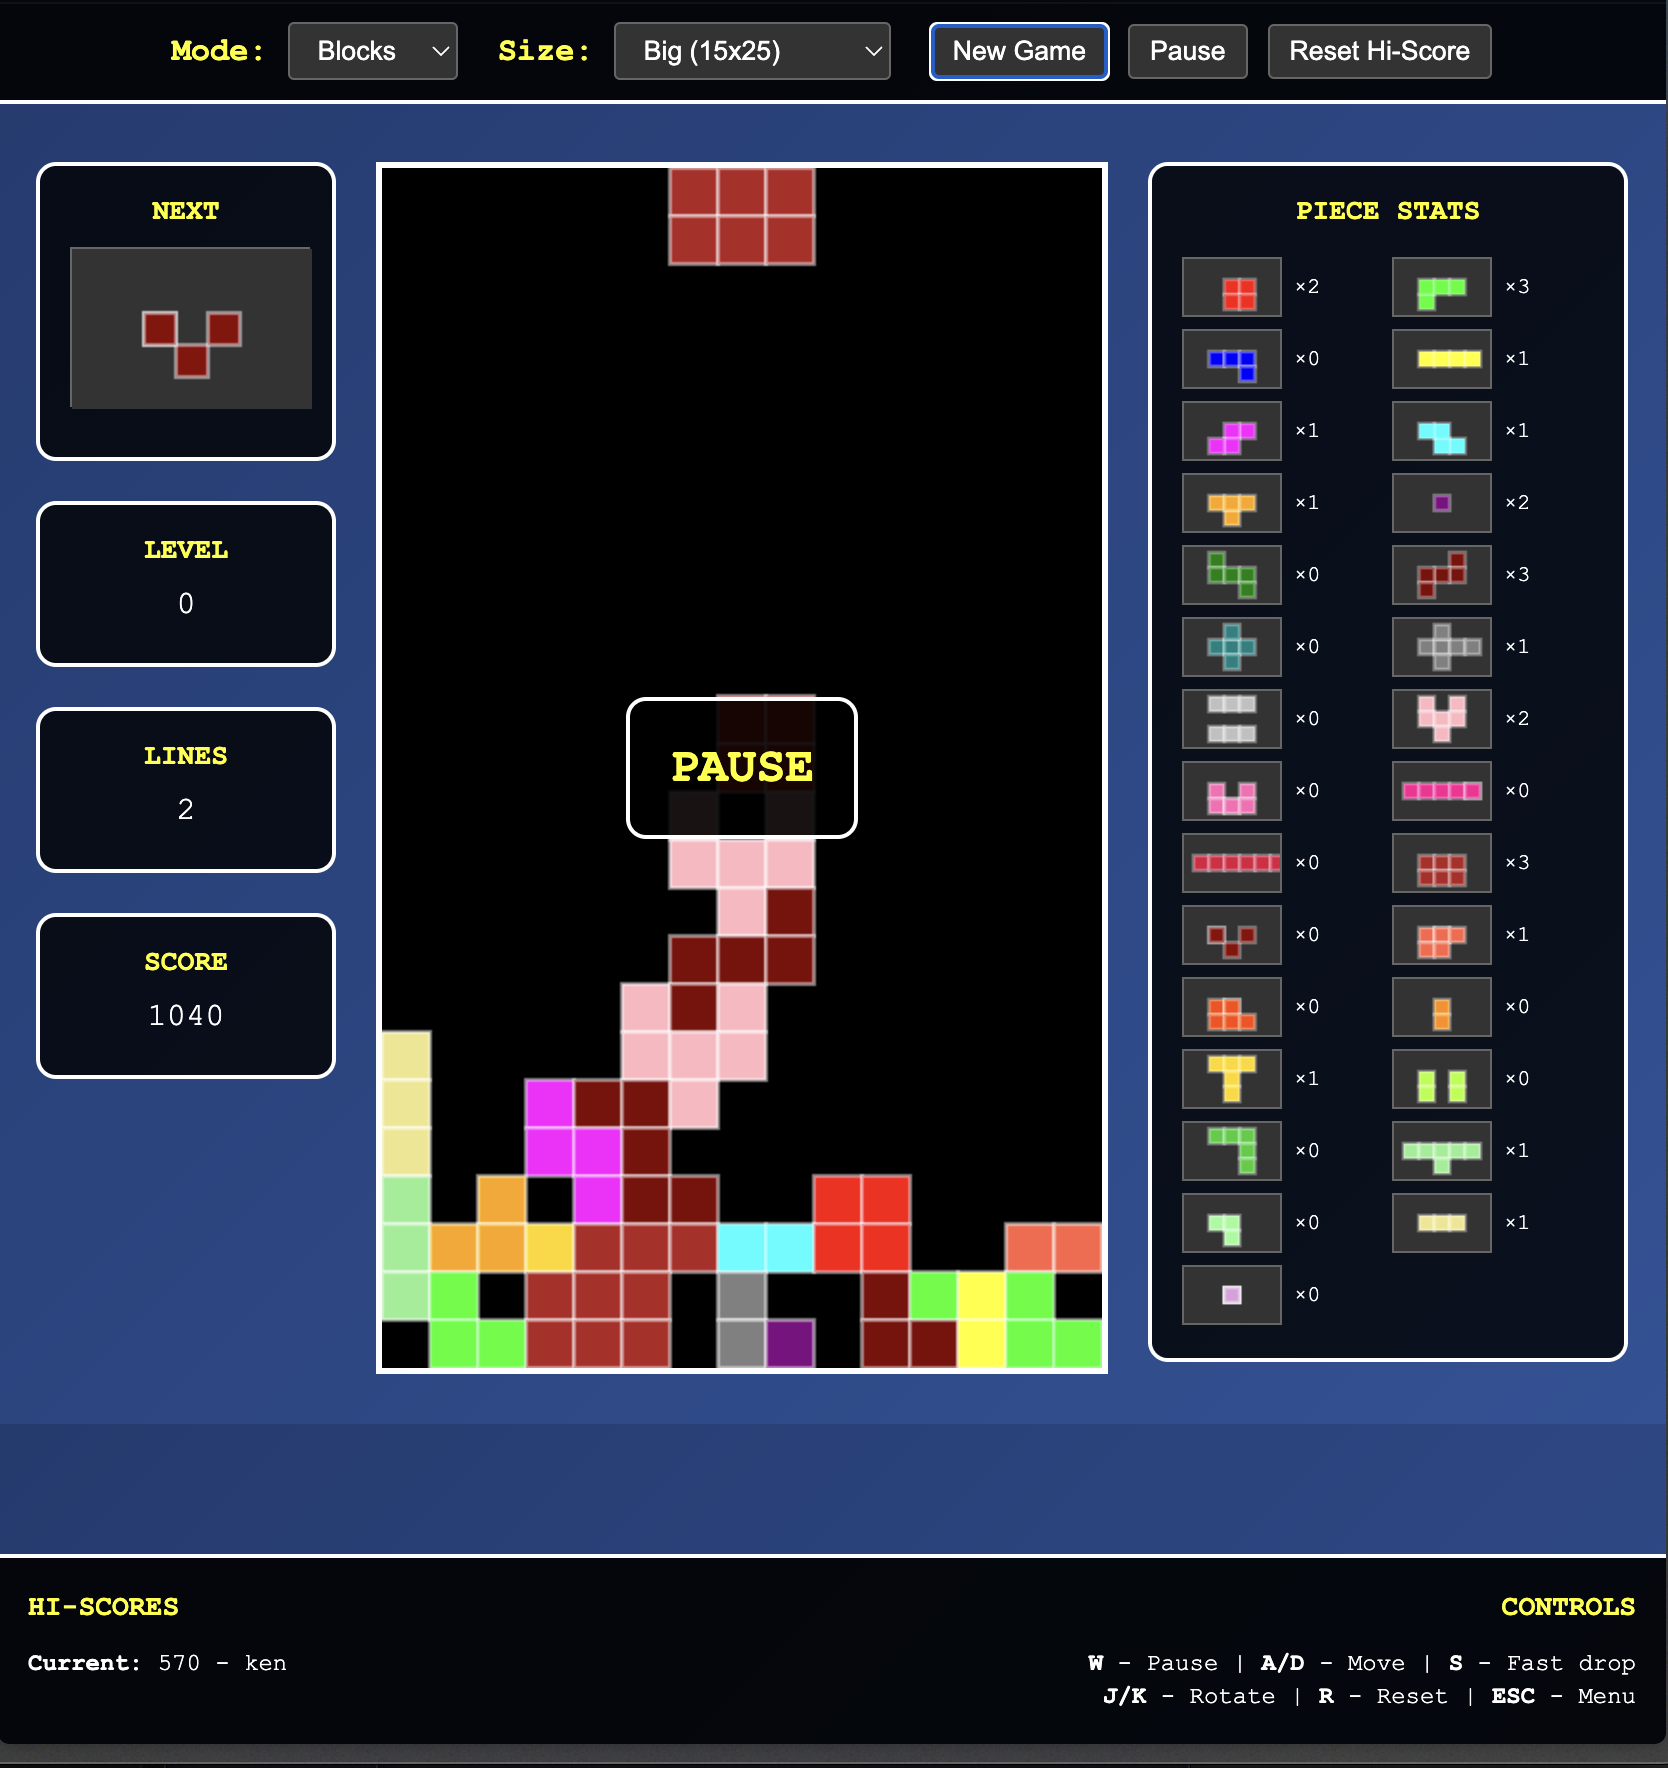 Mode: Blocks Size: Big (15x25) New Game Pause Reset Hi-Score
NEXT
LEVEL
0
LINES
2
SCORE
1040
PAUSE
PIECE STATS
×2 ×3
×0 ×1
×1 ×1
×1 ×2
×0 ×3
×0 ×1
×0 ×2
×0 ×0
×0 ×3
×0 ×1
×0 ×0
×1 ×0
×0 ×1
×0 ×1
×0
HI-SCORES
Current: 570 - ken
CONTROLS
W - Pause | A/D - Move | S - Fast drop
J/K - Rotate | R - Reset | ESC - Menu